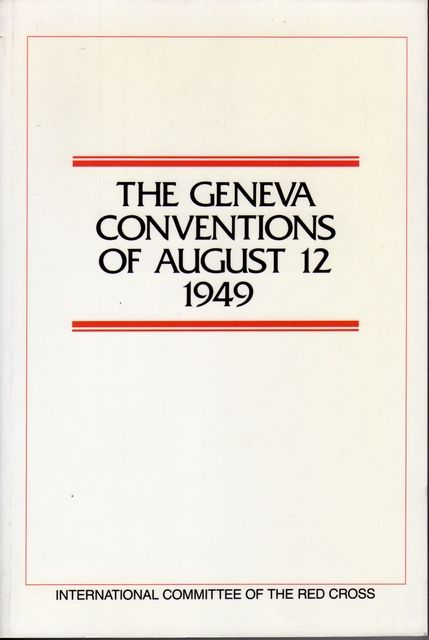 THE GENEVA
CONVENTIONS
OF AUGUST 12
1949
INTERNATIONAL COMMITTEE OF THE RED CROSS